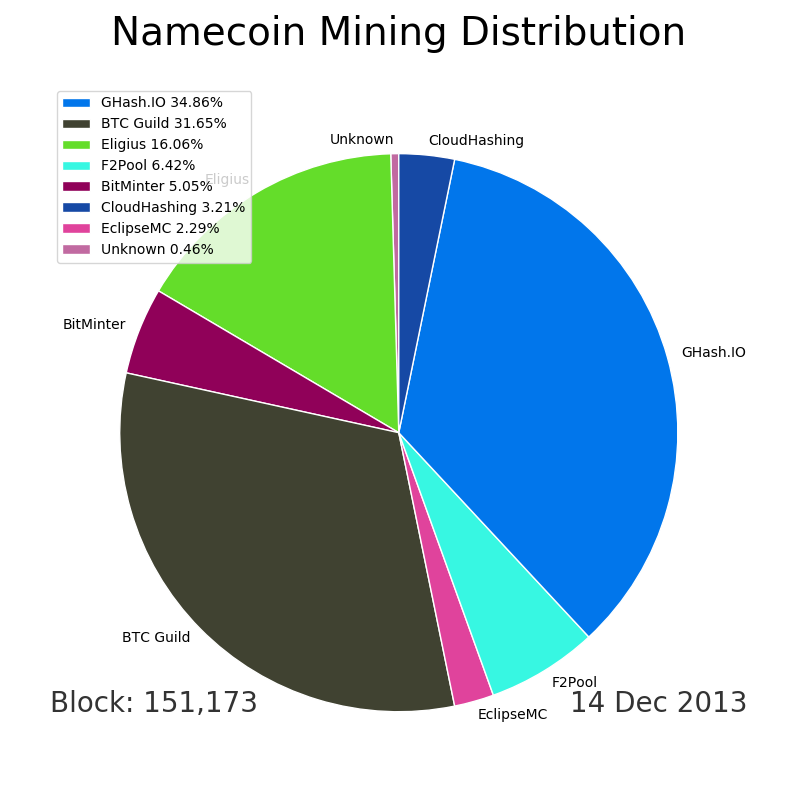 Namecoin Mining Distribution
GHash.IO 34.86%
BTC Guild 31.65%
Eligius 16.06%
F2Pool 6.42%
BitMinter 5.05%
CloudHashing 3.21%
EclipseMC 2.29%
Unknown 0.46%
Unknown
CloudHashing
Eligius
BitMinter
GHash.IO
BTC Guild
F2Pool
EclipseMC
Block: 151,173
14 Dec 2013